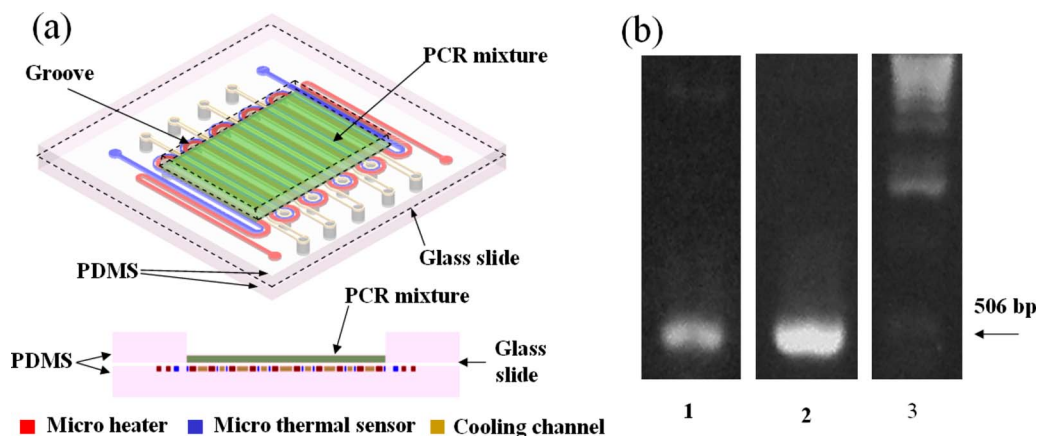 (a)
PCR mixture
Groove
Glass slide
PDMS
PCR mixture
PDMS
Glass
slide
Micro heater Micro thermal sensor Cooling channel
(b)
506 bp
1 2 3